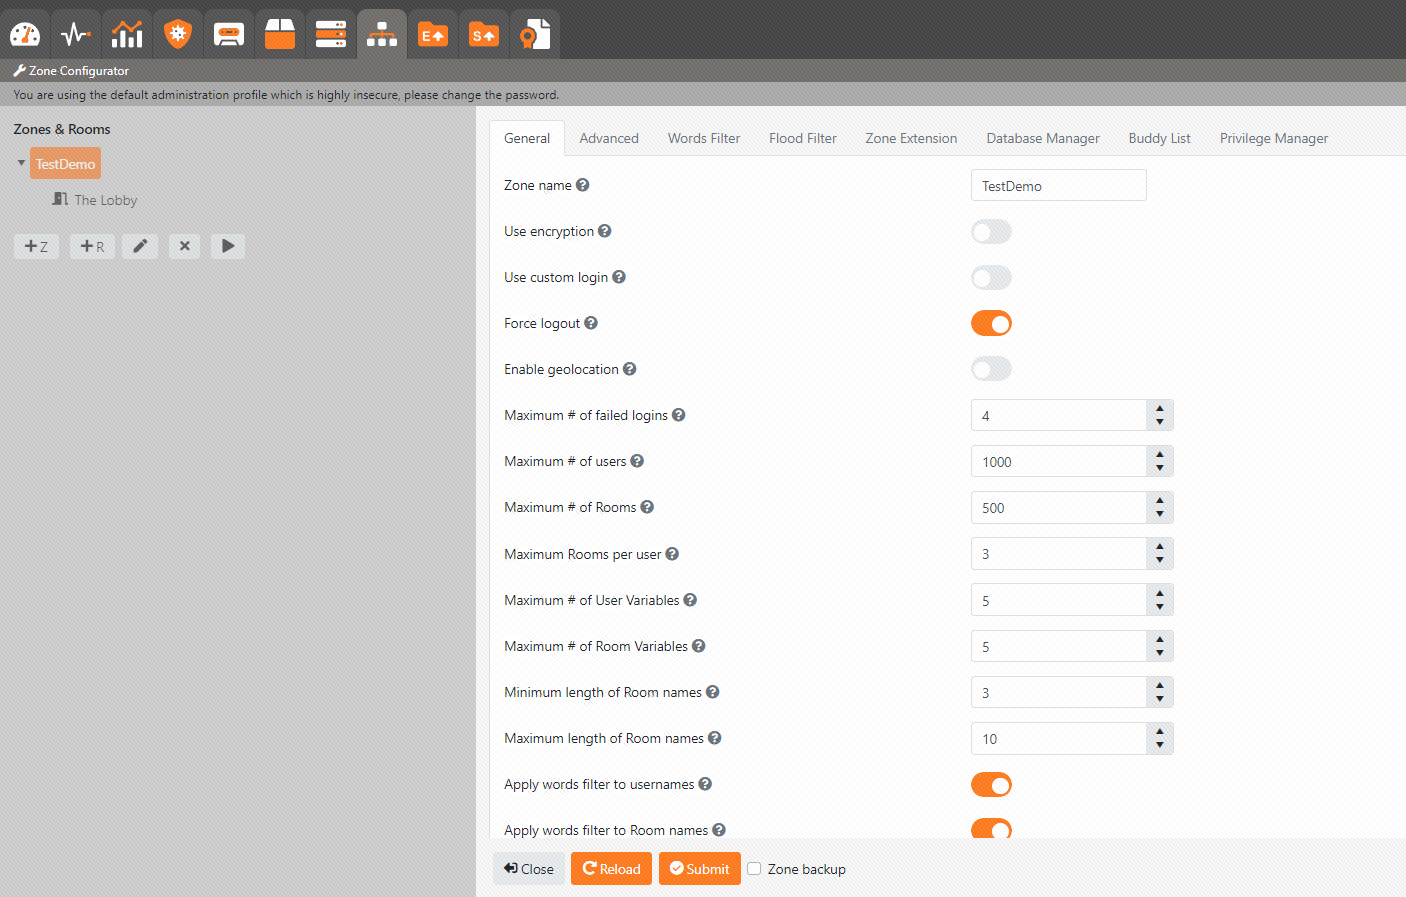 E
S
Zone Configurator
You are using the default administration profile which is highly insecure, please change the password.
Zones & Rooms
TestDemo
The Lobby
Z
R
General
Advanced
Words Filter
Flood Filter
Zone Extension
Database Manager
Buddy List
Privilege Manager
Zone name
TestDemo
Use encryption
Use custom login
Force logout
Enable geolocation
Maximum # of failed logins
4
Maximum # of users
1000
Maximum # of Rooms
500
Maximum Rooms per user
3
Maximum # of User Variables
5
Maximum # of Room Variables
5
Minimum length of Room names
3
Maximum length of Room names
10
Apply words filter to usernames
Apply words filter to Room names
Close
Reload
Submit
Zone backup